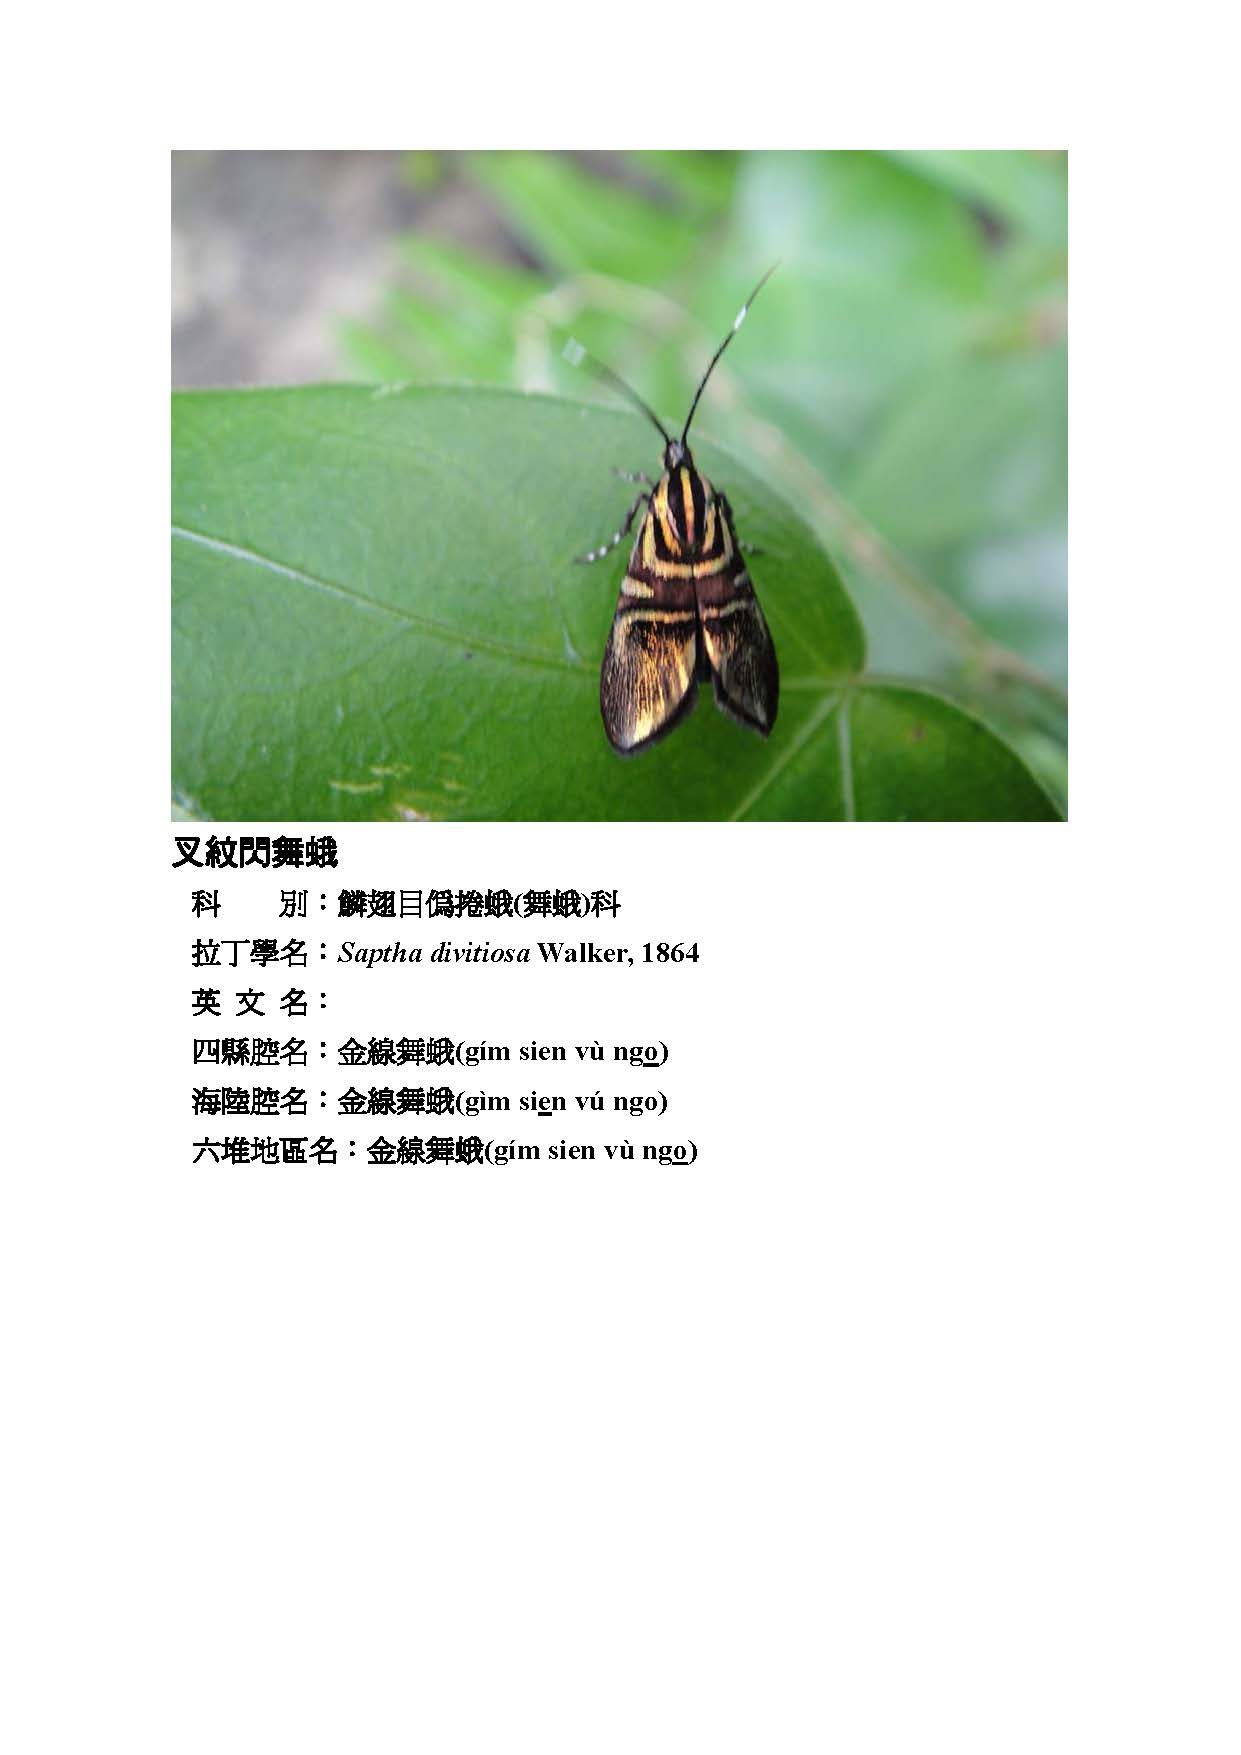 叉紋閃舞蛾
科　　別：鱗翅目偽捲蛾(舞蛾)科
拉丁學名：Saptha divitiosa Walker, 1864
英 文 名：
四縣腔名：金線舞蛾(gím sien vù ngo)
海陸腔名：金線舞蛾(gìm sien vú ngo)
六堆地區名：金線舞蛾(gím sien vù ngo)